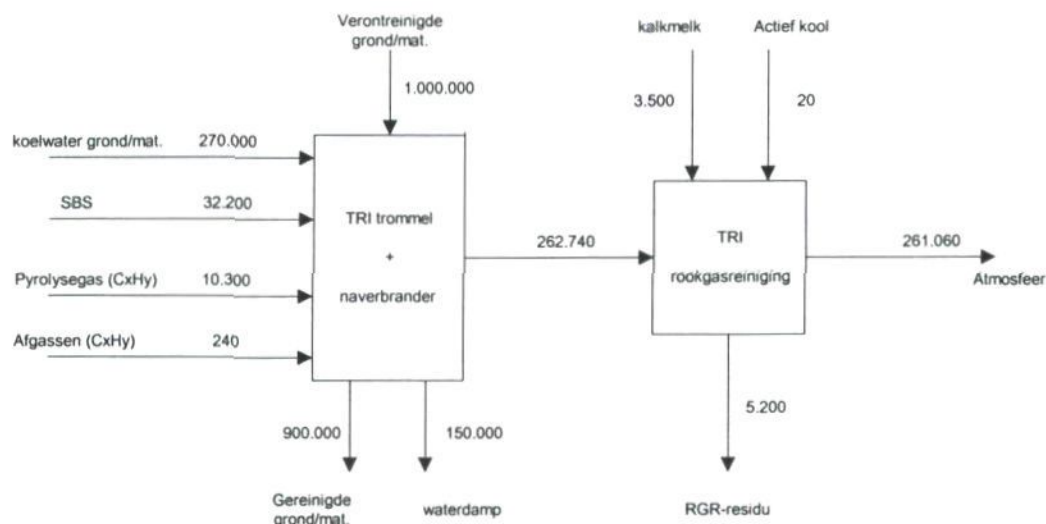 Verontreinigde
grond/mat.
kalkmelk
Actief kool
1.000.000
3.500
20
koelwater grond/mat.
270.000
SBS
32.200
TRI trommel
+
naverbrander
262.740
TRI
rookgasreiniging
261.060
Atmosfeer
Pyrolysegas (CxHy)
10.300
Afgassen (CxHy)
240
900.000
150.000
5.200
Gereinigde
grond/mat.
waterdamp
RGR-residu